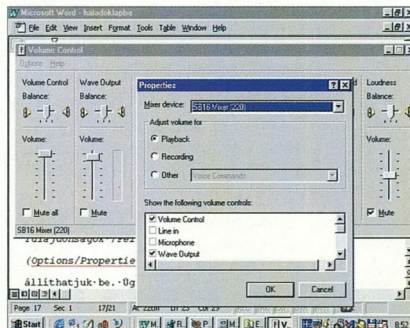 Microsoft Word - haladoklapba
File Edit View Insert Format Tools Table Window Help
Volume Control
Options Help
Volume Control
Balance:
Volume:
Mute all
Wave Output
Balance:
Volume:
Mute
Properties
Mixer device: SB16 Mixer [220]
Adjust volume for
Playback
Recording
Other Voice Commands
Show the following volume controls:
Volume Control
Line in
Microphone
Wave Output
OK Cancel
Loudness
Balance:
Volume:
Mute
SB16 Mixer [220]
(Options/Propertie
állíthatjuk·be.·Ug
Page 17 Sec 1 17/21
Start 8:53